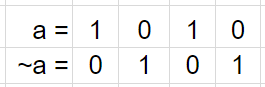 a = 1 0 1 0
~a = 0 1 0 1